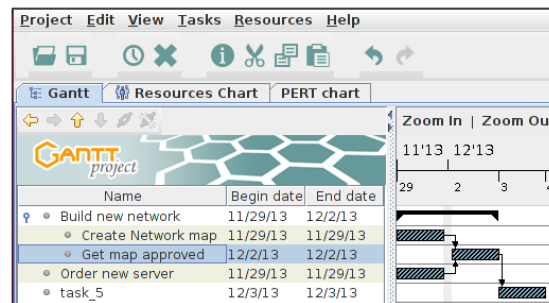 Project Edit View Tasks Resources Help
Gantt Resources Chart PERT chart
Zoom In | Zoom Ou
11'13 12'13
29 2 3 4
GANTT
project
Name Begin date End date
Build new network 11/29/13 12/2/13
Create Network map 11/29/13 11/29/13
Get map approved 12/2/13 12/2/13
Order new server 11/29/13 11/29/13
task_5 12/3/13 12/3/13